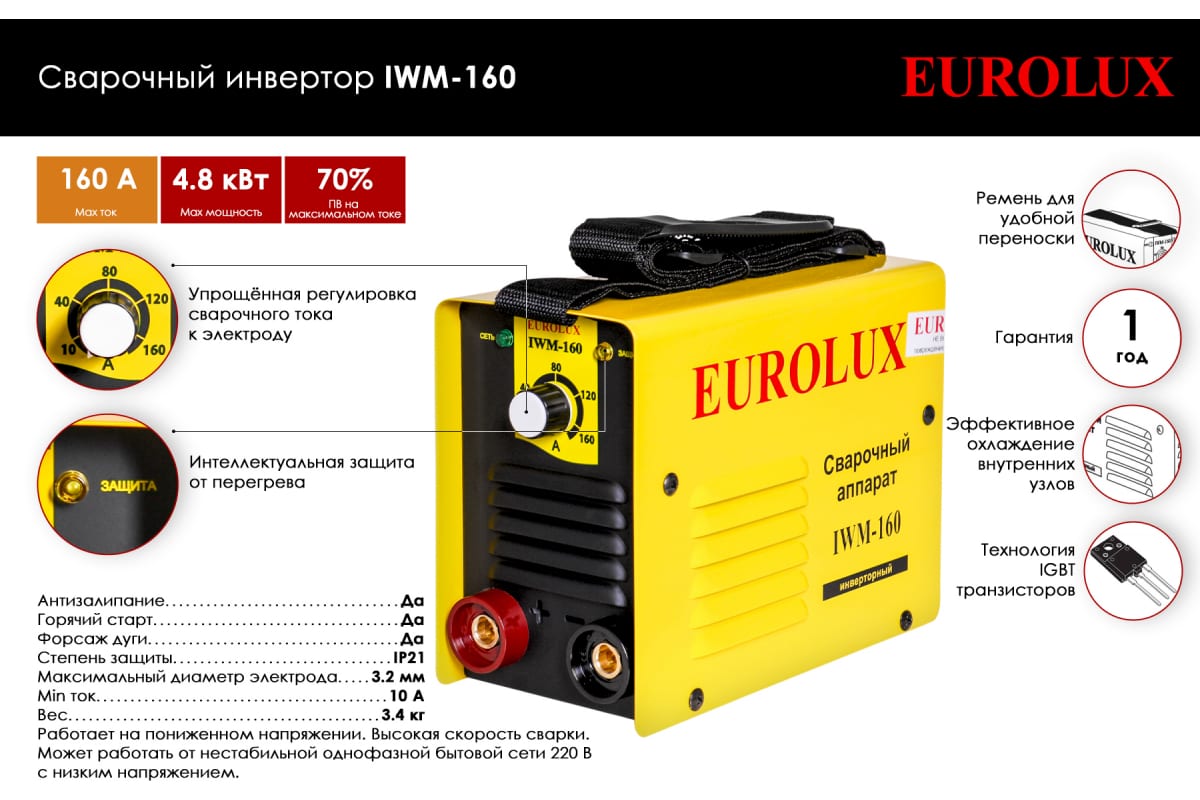 Сварочный инвертор IWM-160
EUROLUX
160 А
Max ток
4.8 кВт
Max мощность
70%
ПВ на
максимальном токе
80
40
120
10
160
А
Упрощённая регулировка
сварочного тока
к электроду
ЗАЩИТА
Интеллектуальная защита
от перегрева
EUROLUX
СЕТЬ
IWM-160
80
120
160
А
+
EUROLUX
Сварочный
аппарат
IWM-160
инверторный
Ремень для
удобной
переноски
Гарантия
1
год
Эффективное
охлаждение
внутренних
узлов
Технология
IGBT
транзисторов
Антизалипание................................Да
Горячий старт..................................Да
Форсаж дуги...................................Да
Степень защиты..............................IP21
Максимальный диаметр электрода.....3.2 мм
Min ток..........................................10 А
Вес...............................................3.4 кг
Работает на пониженном напряжении. Высокая скорость сварки.
Может работать от нестабильной однофазной бытовой сети 220 В
с низким напряжением.